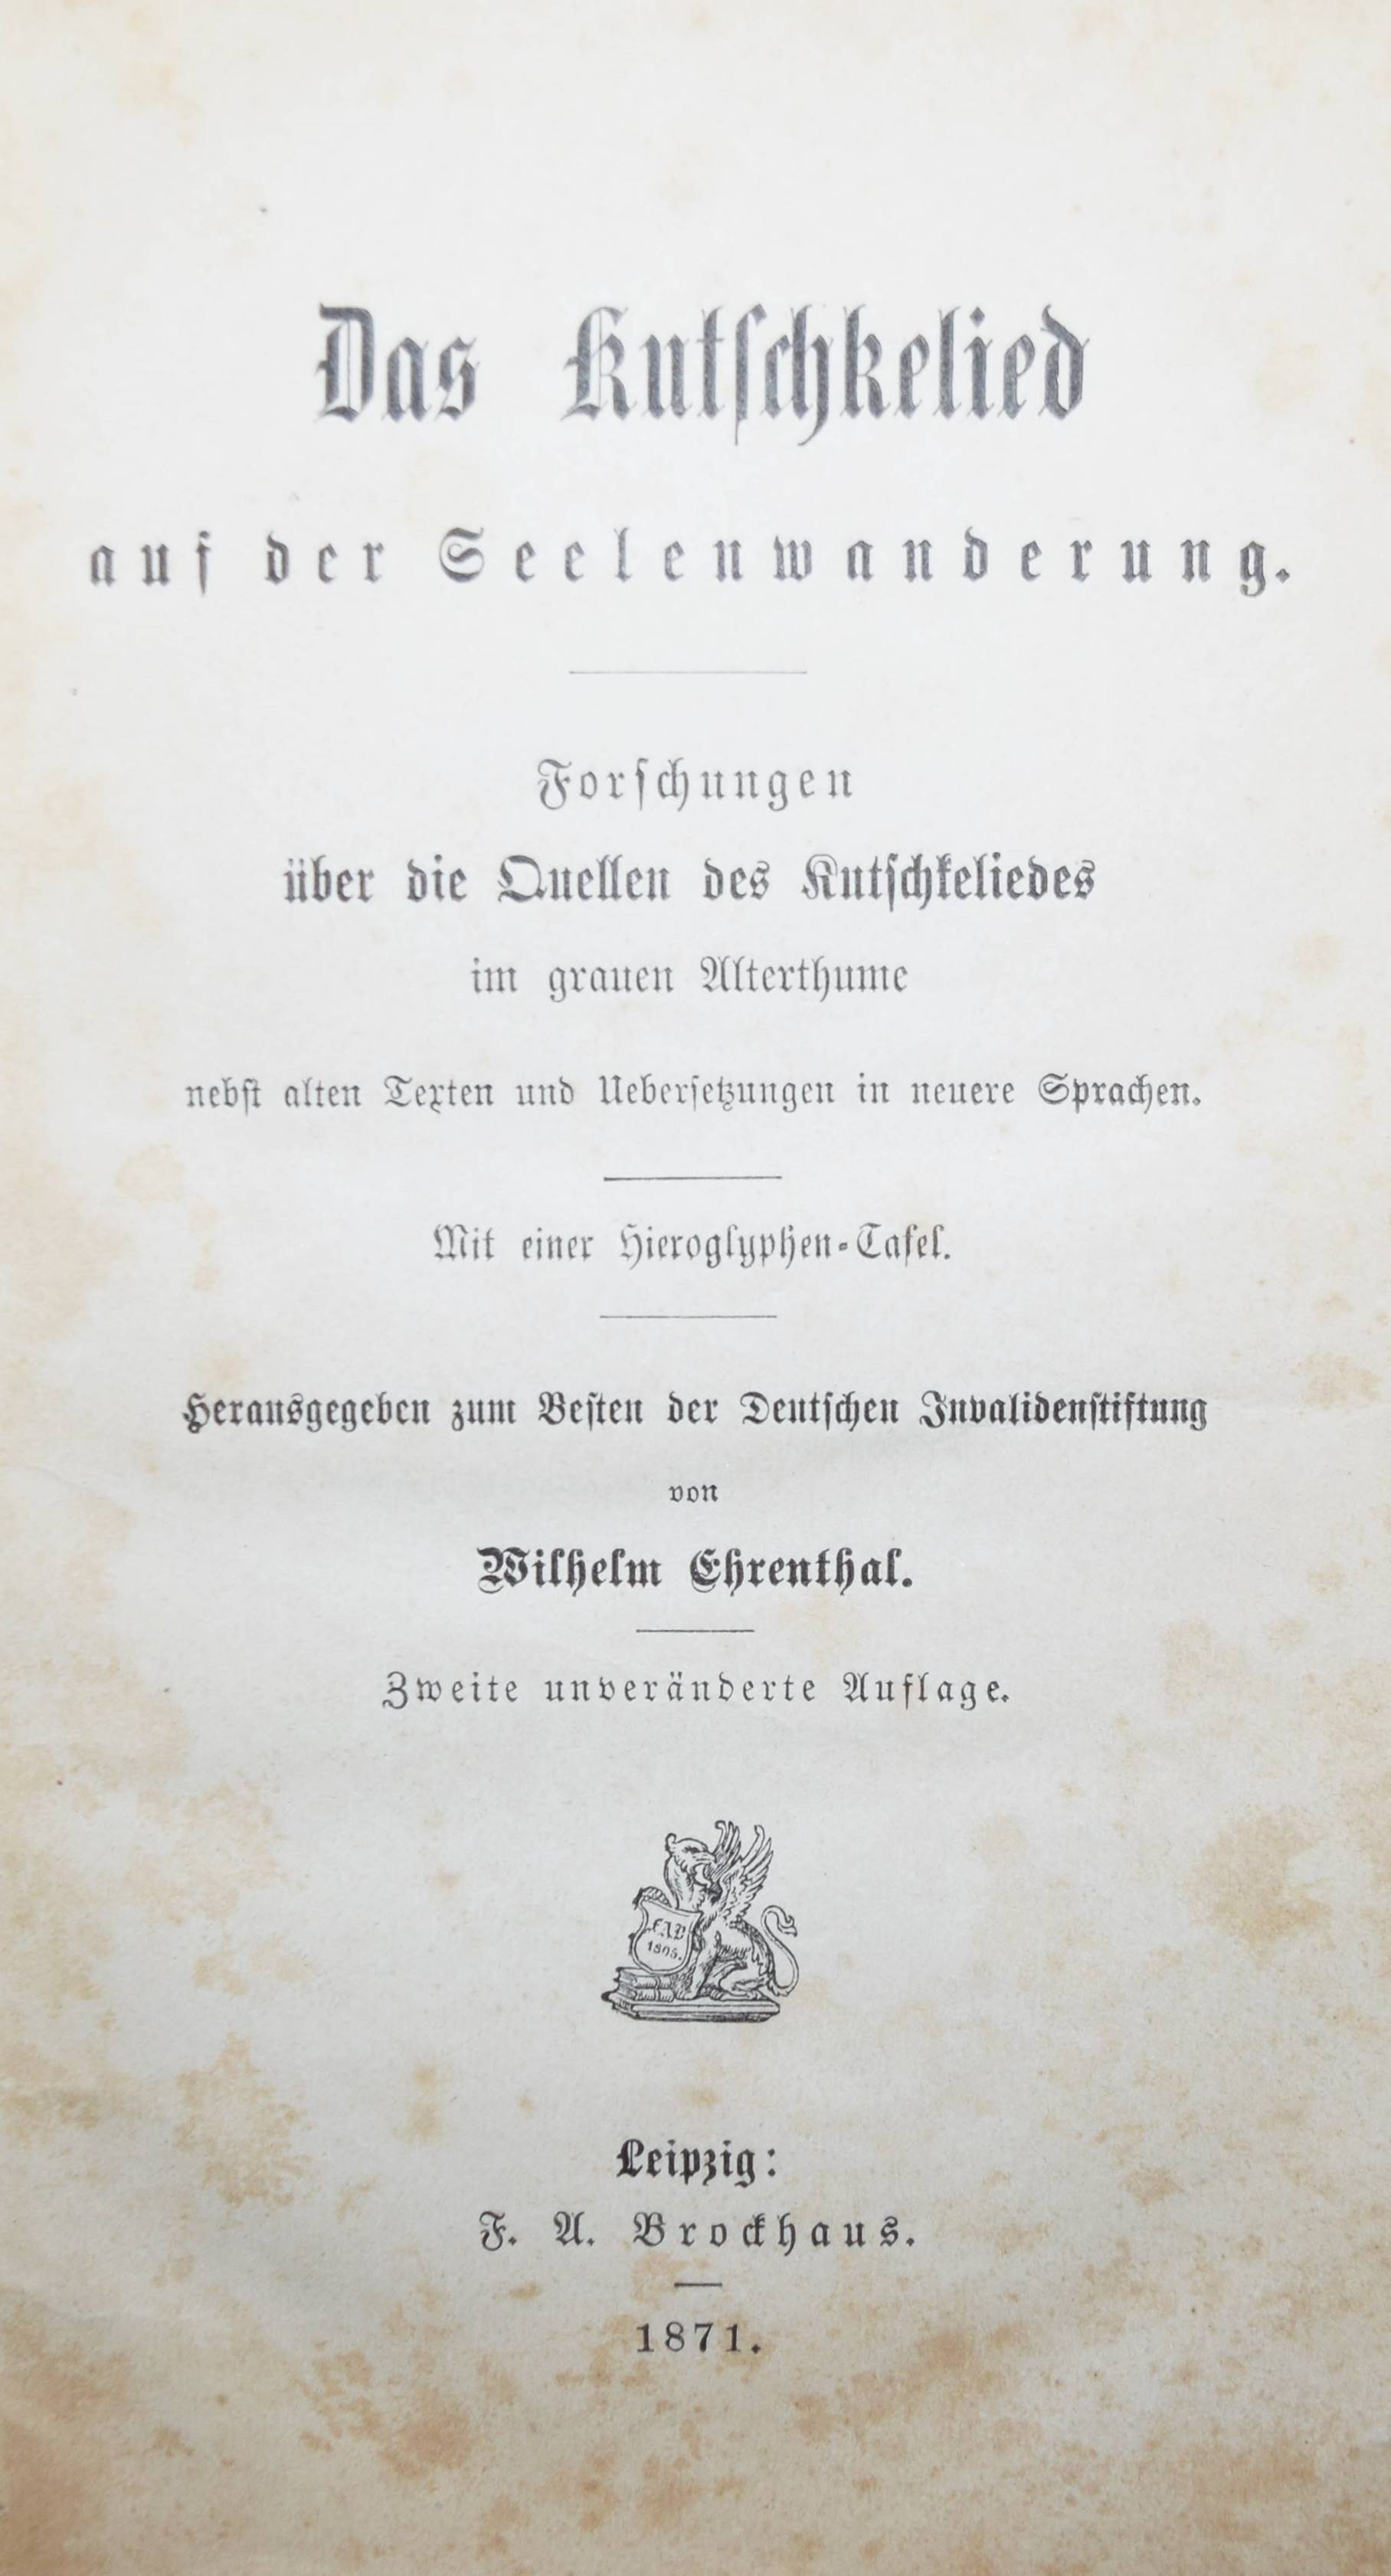 Das Kutſchkelied
auf der Seelenwanderung.
Forſchungen
über die Quellen des Kutſchkeliedes
im grauen Alterthume
nebſt alten Texten und Ueberſetzungen in neuere Sprachen.
Mit einer Hieroglyphen-Tafel.
Herausgegeben zum Beſten der Deutſchen Invalidenſtiftung
von
Wilhelm Ehrenthal.
Zweite unveränderte Auflage.
FAB
1805.
Leipzig:
F. A. Brockhaus.
1871.